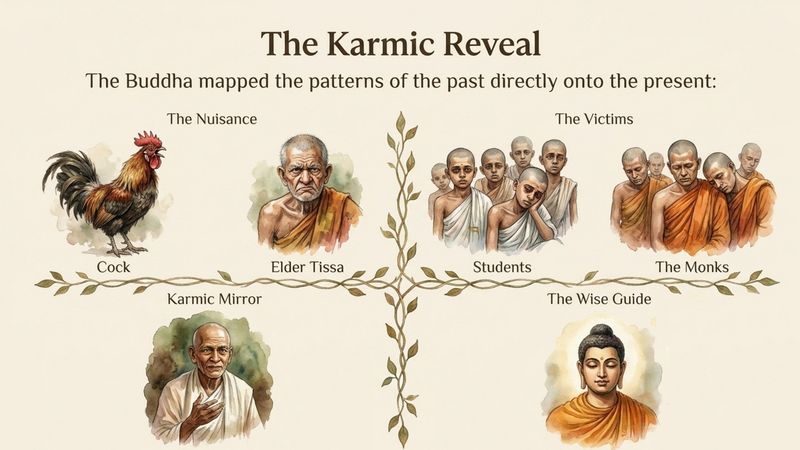 The Karmic Reveal
The Buddha mapped the patterns of the past directly onto the present:
The Nuisance
Cock
Elder Tissa
The Victims
Students
The Monks
Karmic Mirror
The Wise Guide